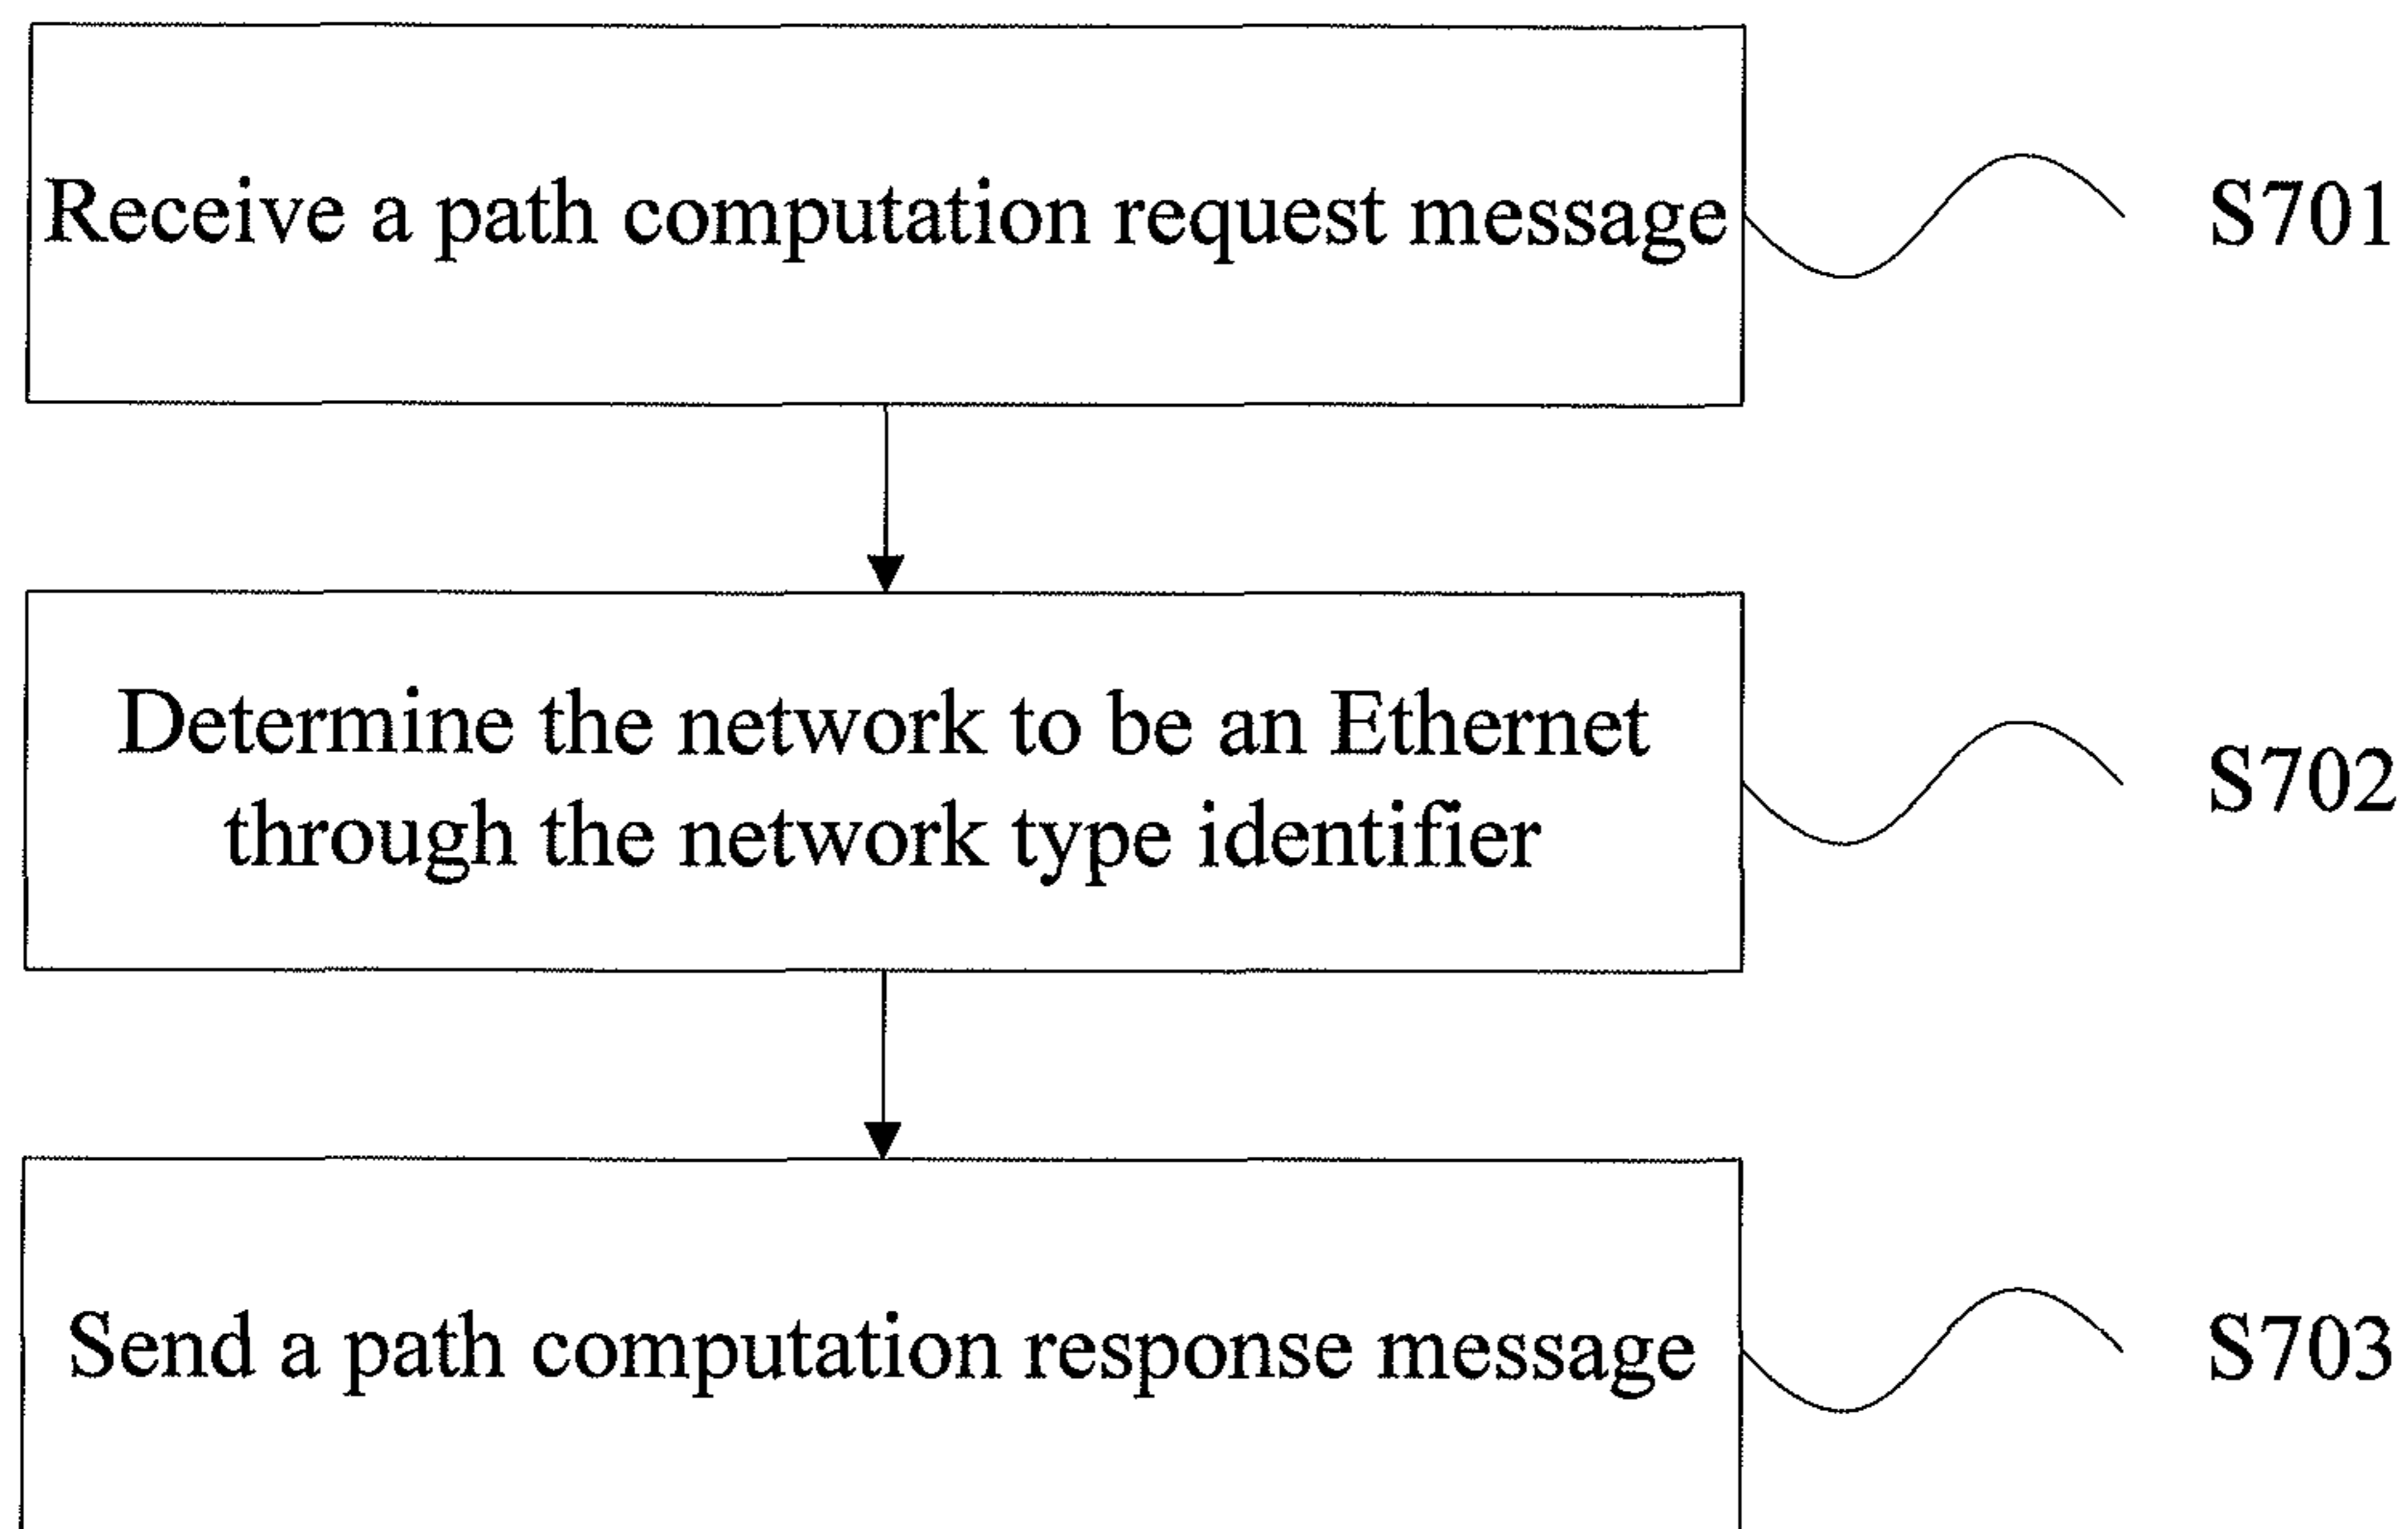 Receive a path computation request message
S701
Determine the network to be an Ethernet
through the network type identifier
S702
Send a path computation response message
S703